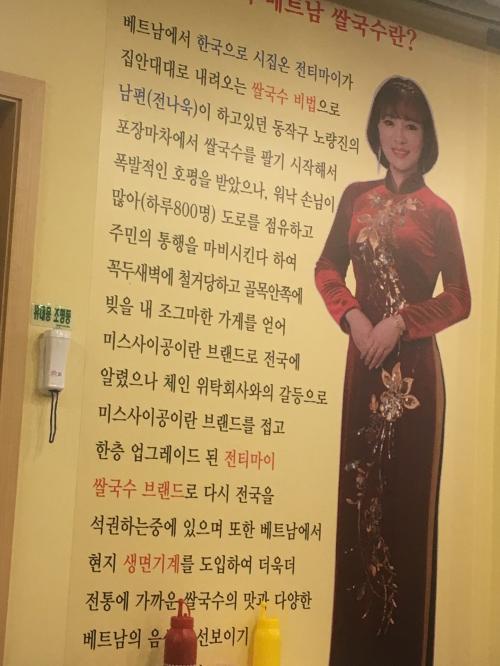 베트남 쌀국수란?
베트남에서 한국으로 시집온 전티마이가
집안대대로 내려오는 쌀국수 비법으로
남편(전나욱)이 하고있던 동작구 노량진의
포장마차에서 쌀국수를 팔기 시작해서
폭발적인 호평을 받았으나, 워낙 손님이
많아(하루800명) 도로를 점유하고
주민의 통행을 마비시킨다 하여
꼭두새벽에 철거당하고 골목안쪽에
빚을 내 조그마한 가게를 얻어
미스사이공이란 브랜드로 전국에
알렸으나 체인 위탁회사와의 갈등으로
미스사이공이란 브랜드를 접고
한층 업그레이드 된 전티마이
쌀국수 브랜드로 다시 전국을
석권하는중에 있으며 또한 베트남에서
현지 생면기계를 도입하여 더욱더
전통에 가까운 쌀국수의 맛과 다양한
베트남의 선보이기
휴대용 조명등